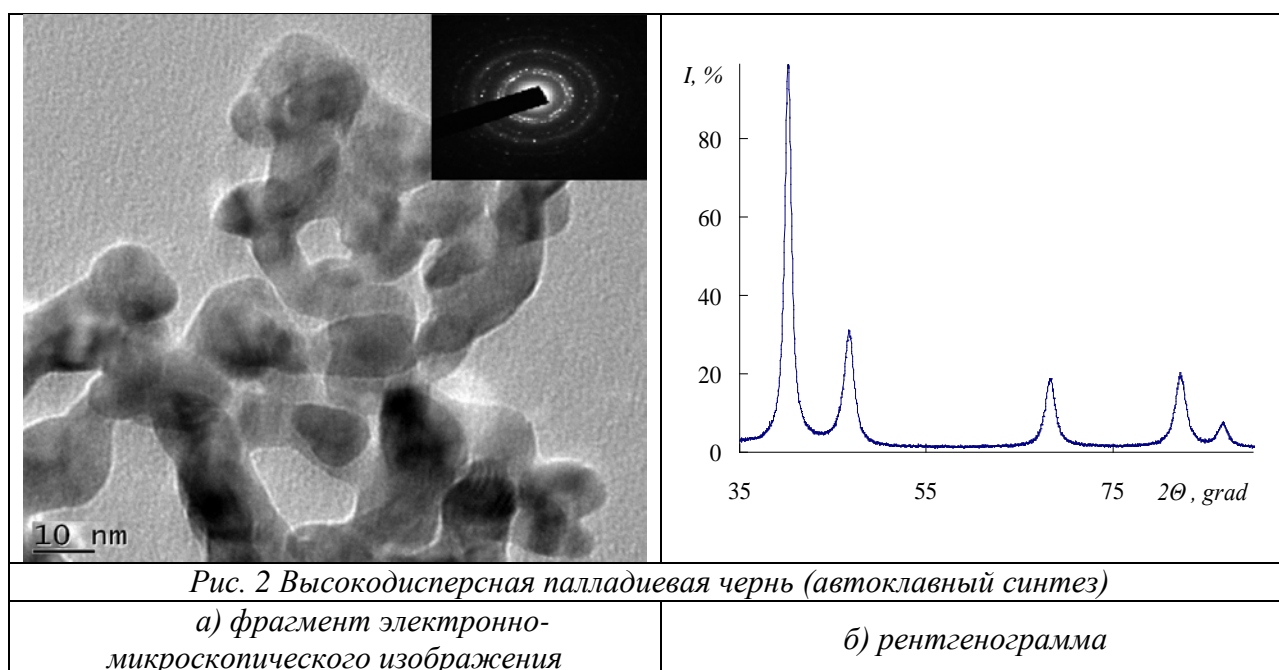 I, %
80
60
40
20
0
35 55 75 2Θ , grad
10 nm
Рис. 2 Высокодисперсная палладиевая чернь (автоклавный синтез)
а) фрагмент электронно-
микроскопического изображения
б) рентгенограмма